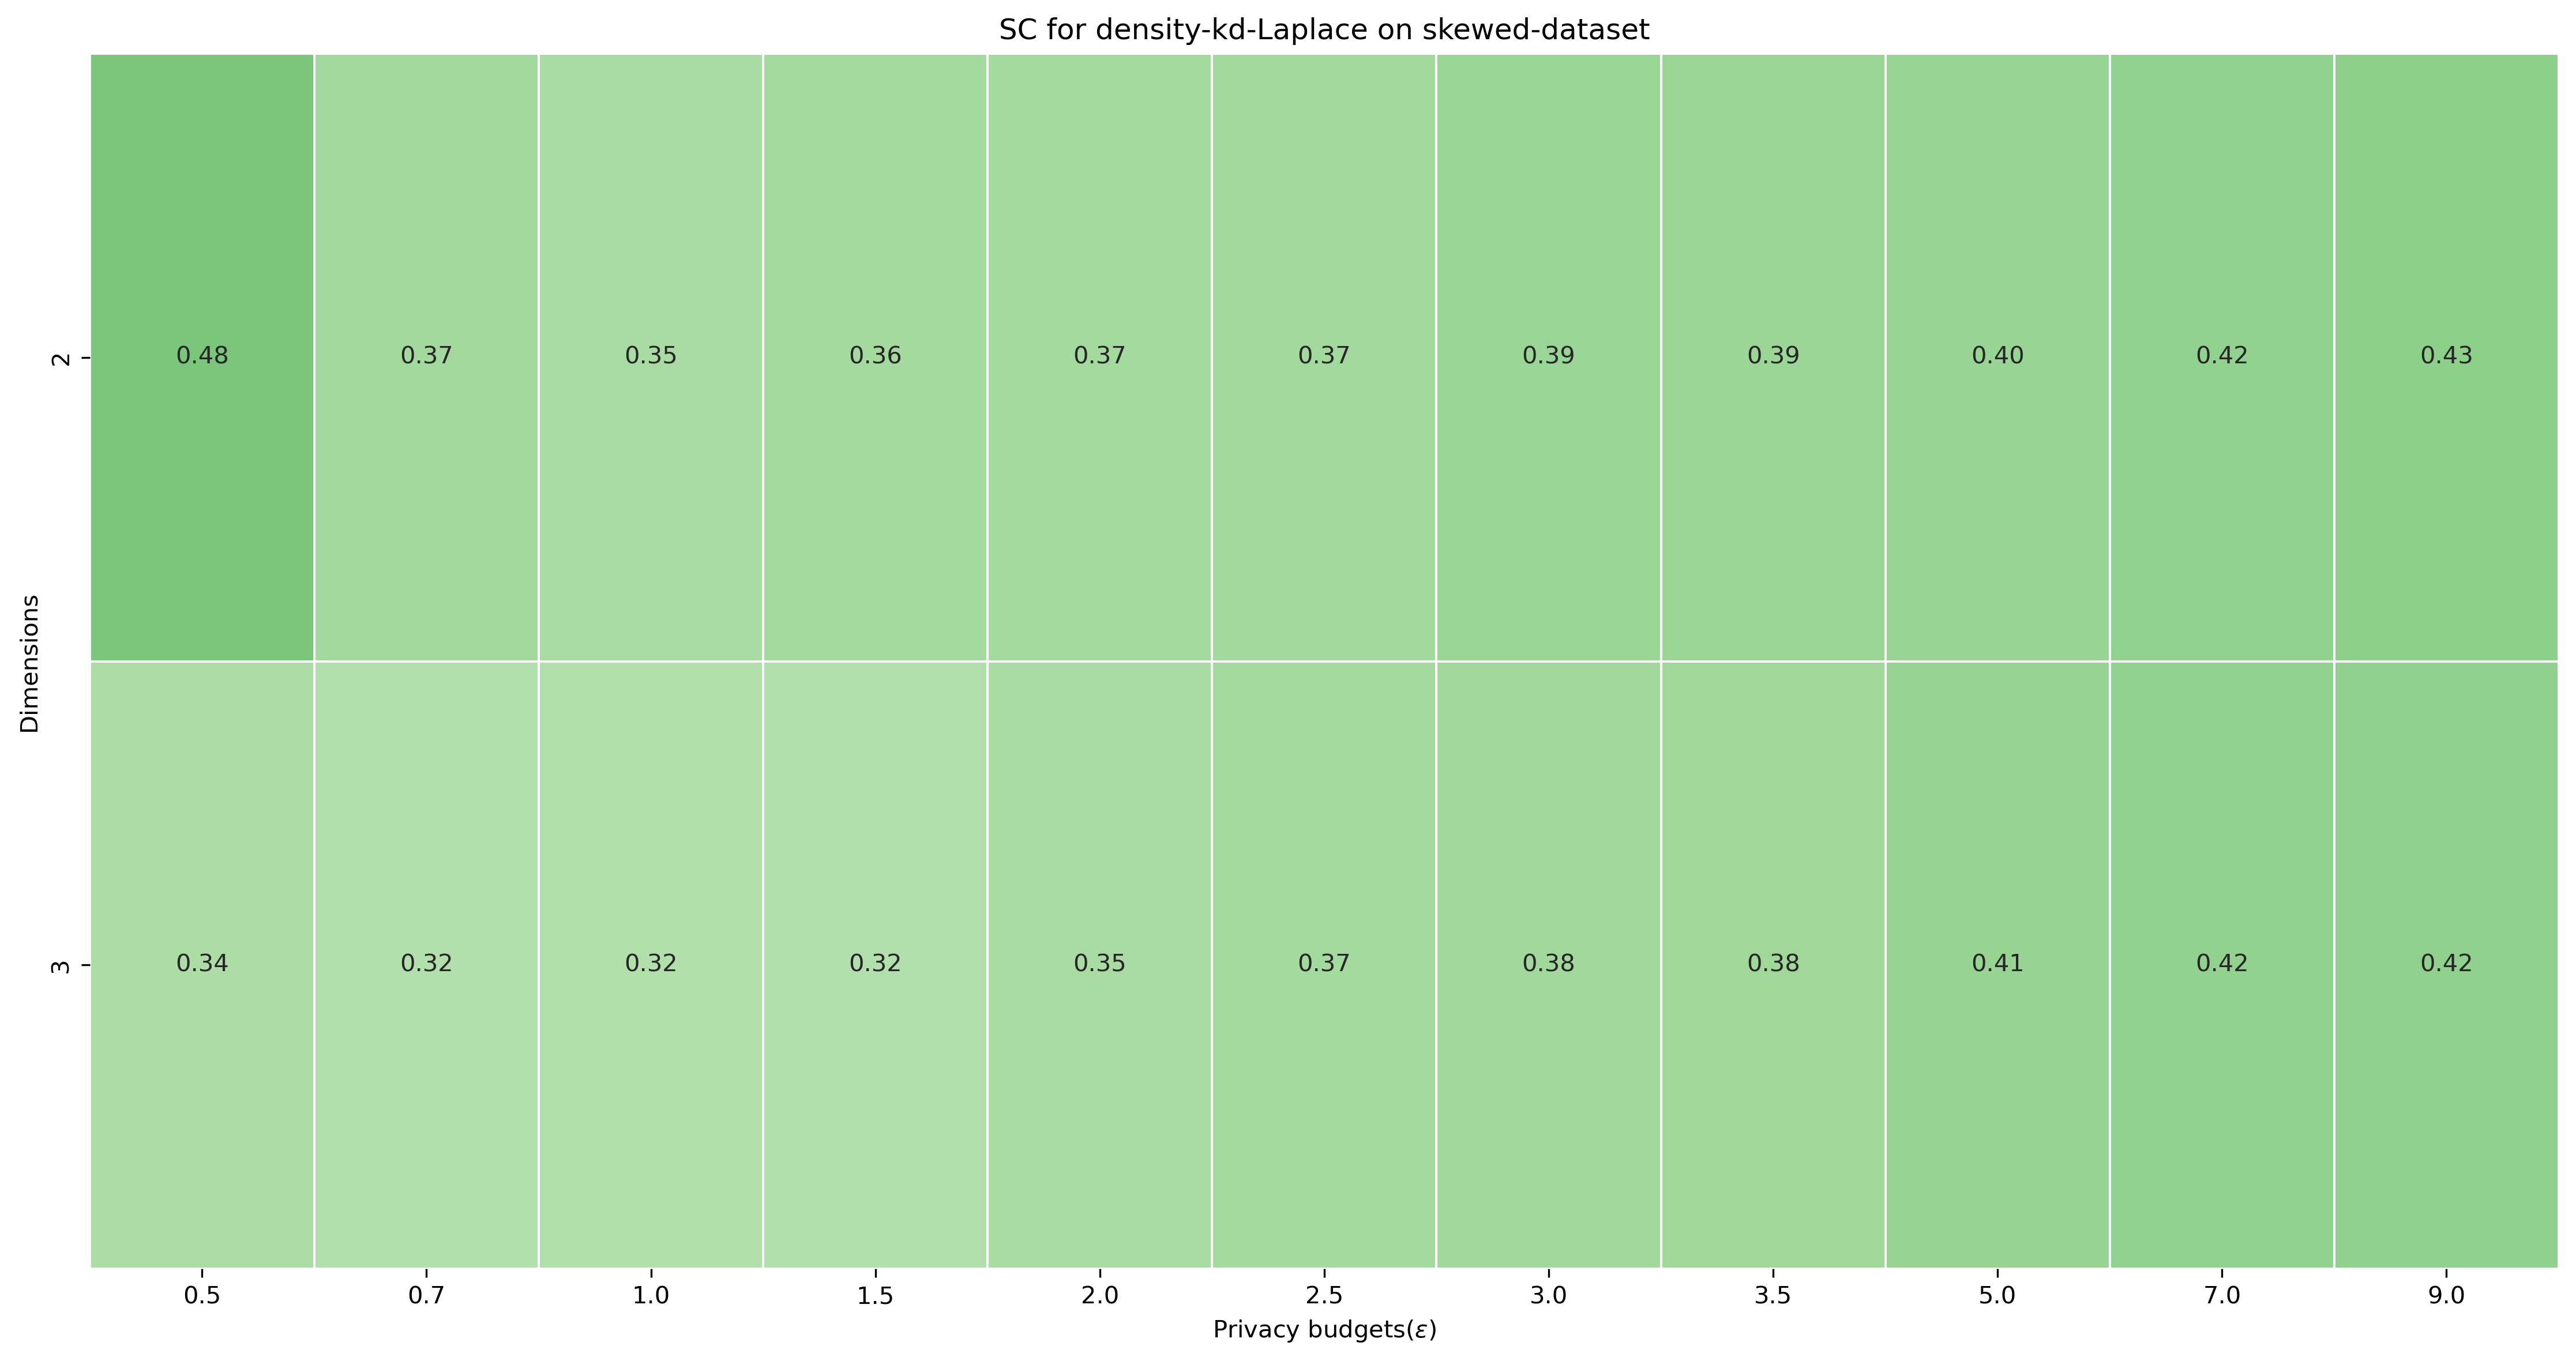 SC for density-kd-Laplace on skewed-dataset
Dimensions
2
0.48 0.37 0.35 0.36 0.37 0.37 0.39 0.39 0.40 0.42 0.43
3
0.34 0.32 0.32 0.32 0.35 0.37 0.38 0.38 0.41 0.42 0.42
0.5 0.7 1.0 1.5 2.0 2.5 3.0 3.5 5.0 7.0 9.0
Privacy budgets(ε)